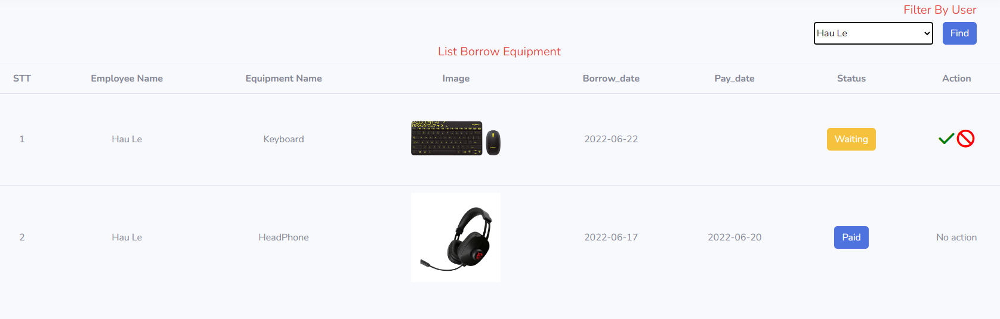 Filter By User
Hau Le
Find
List Borrow Equipment
STT Employee Name Equipment Name Image Borrow_date Pay_date Status Action
1 Hau Le Keyboard 2022-06-22 Waiting
2 Hau Le HeadPhone 2022-06-17 2022-06-20 Paid No action